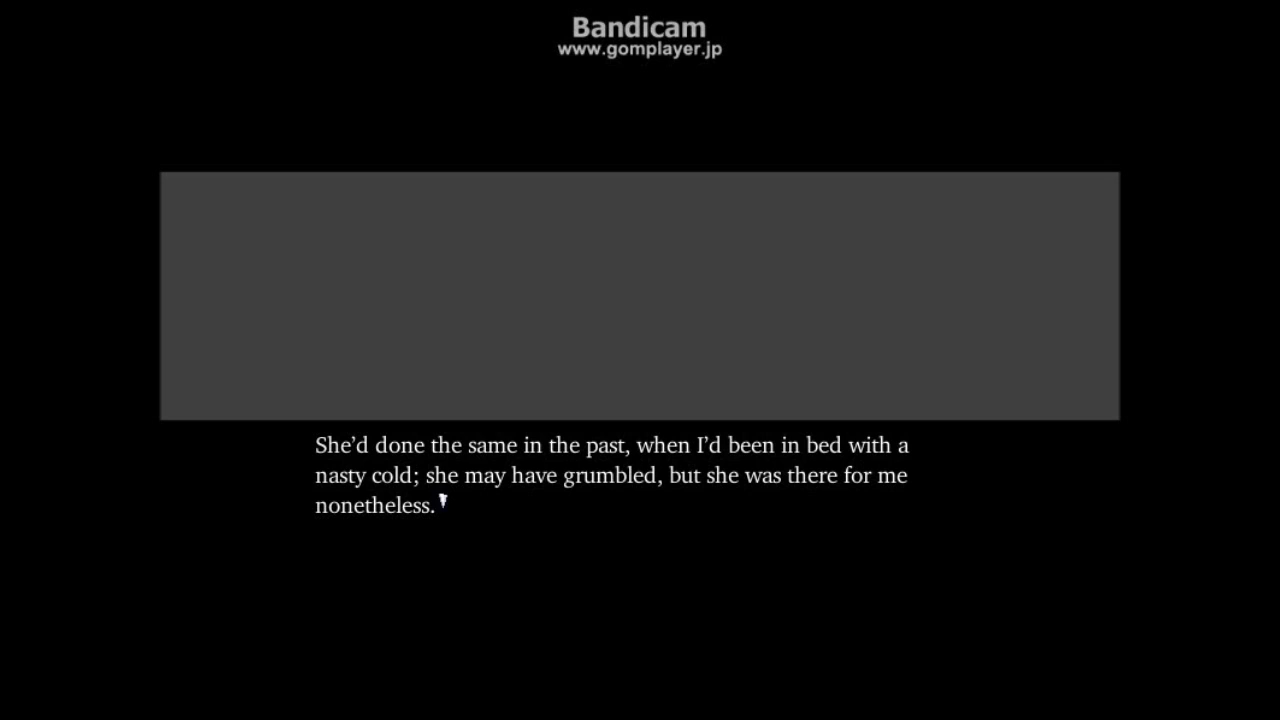 Bandicam
www.gomplayer.jp
She’d done the same in the past, when I’d been in bed with a
nasty cold; she may have grumbled, but she was there for me
nonetheless.